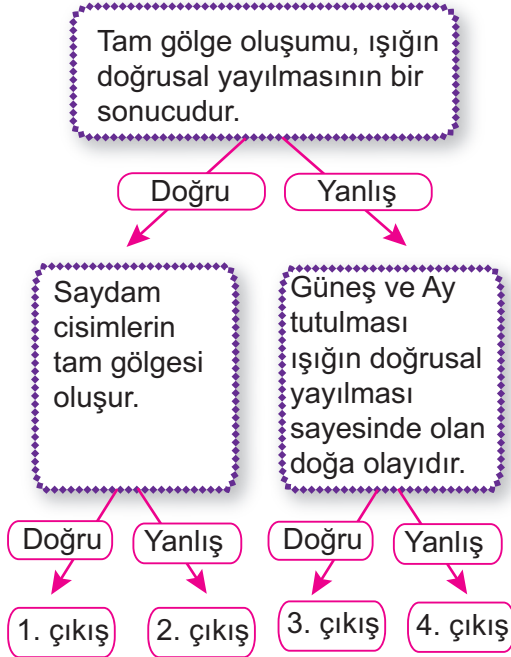 Tam gölge oluşumu, ışığın
doğrusal yayılmasının bir
sonucudur.
Doğru
Yanlış
Saydam
cisimlerin
tam gölgesi
oluşur.
Güneş ve Ay
tutulması
ışığın doğrusal
yayılması
sayesinde olan
doğa olayıdır.
Doğru
Yanlış
Doğru
Yanlış
1. çıkış
2. çıkış
3. çıkış
4. çıkış